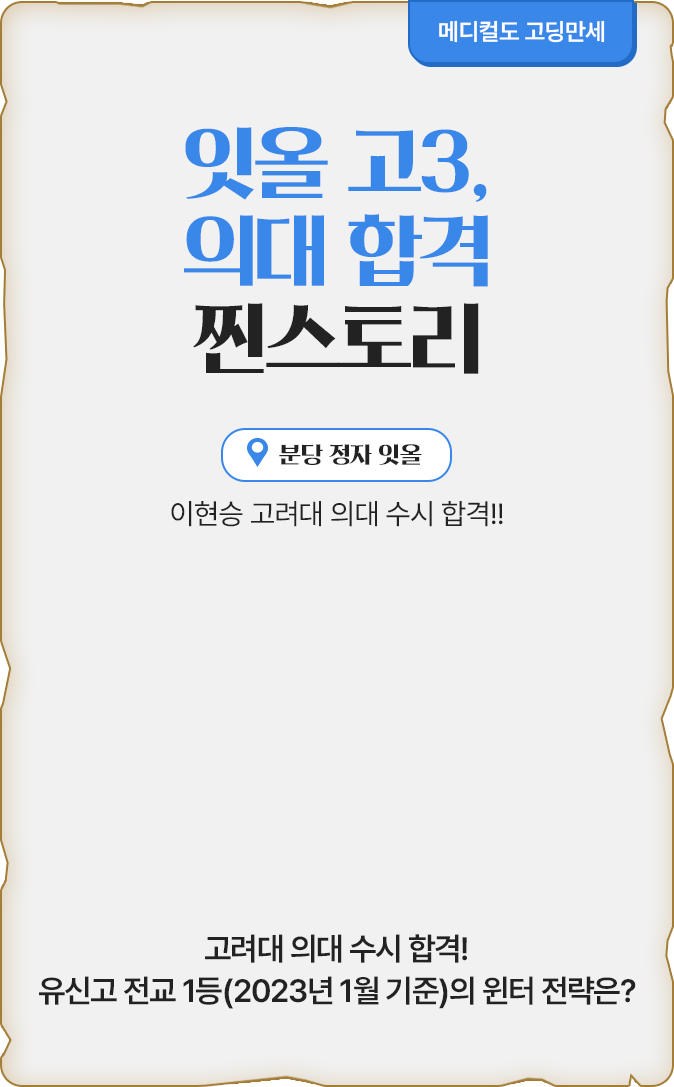 메디컬도 고딩만세
잇올 고3,
의대 합격
찐스토리
분당 정자 잇올
이현승 고려대 의대 수시 합격!!
고려대 의대 수시 합격!
유신고 전교 1등(2023년 1월 기준)의 윈터 전략은?